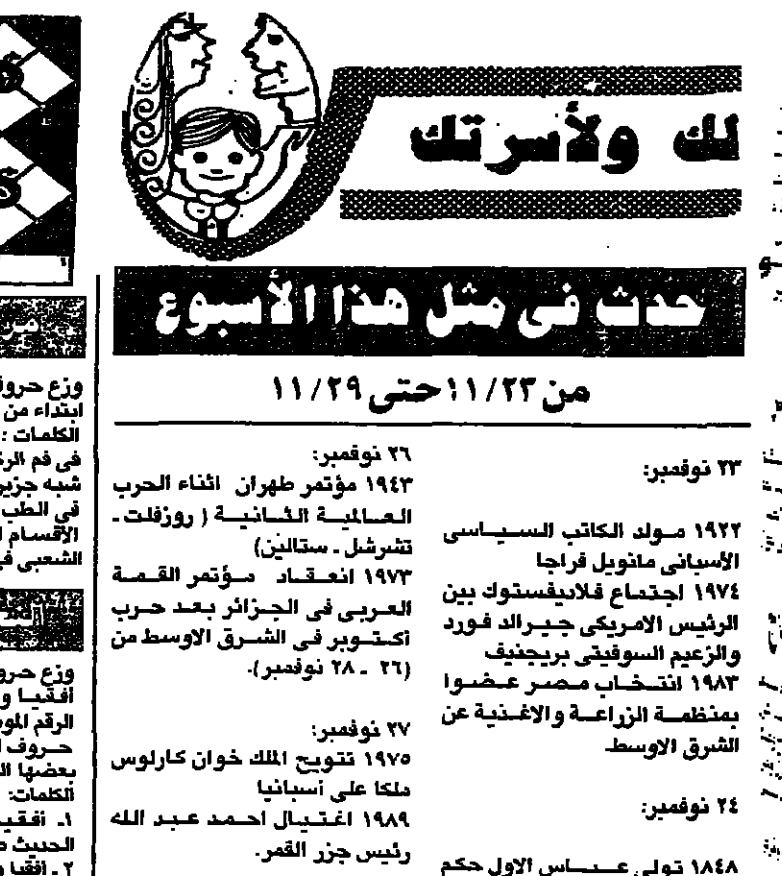 لك ولأسرتك
حدث فى مثل هذا الأسبوع
من ١١/٢٣ حتى ١١/٢٩
٢٣ نوفمبر:
١٩٢٢ مولد الكاتب السياسى
الأسبانى مانويل فراجا
١٩٧٤ اجتماع فلاديفستوك بين
الرئيس الامريكى جيرالد فورد
والزعيم السوفيتى بريجنيف
١٩٨٣ انتخاب مصر عضوا
بمنظمة الزراعة والاغذية عن
الشرق الاوسط.
٢٤ نوفمبر:
١٨٤٨ تولى عباس الاول حكم
٢٦ نوفمبر:
١٩٤٣ مؤتمر طهران اثناء الحرب
العالمية الثانية ( روزفلت ـ
تشرشل ـ ستالين)
١٩٧٣ انعقاد مؤتمر القمة
العربى فى الجزائر بعد حرب
أكتوبر فى الشرق الاوسط من
(٢٦ ـ ٢٨ نوفمبر).
٢٧ نوفمبر:
١٩٧٥ تتويج الملك خوان كارلوس
ملكا على أسبانيا
١٩٨٩ اغتيال احمد عبد الله
رئيس جزر القمر.
وزع حروف
ابتداء من
الكلمات :
فى فم الر
شبه جزير
فى الطب
الأقسام ا
الشعبى فى
وزع حرو
أفقيا و
الرقم المو
حروف ا
بعضها ال
الكلمات:
١ـ أفقيـ
الحديث
٢ ـ أفقيا و